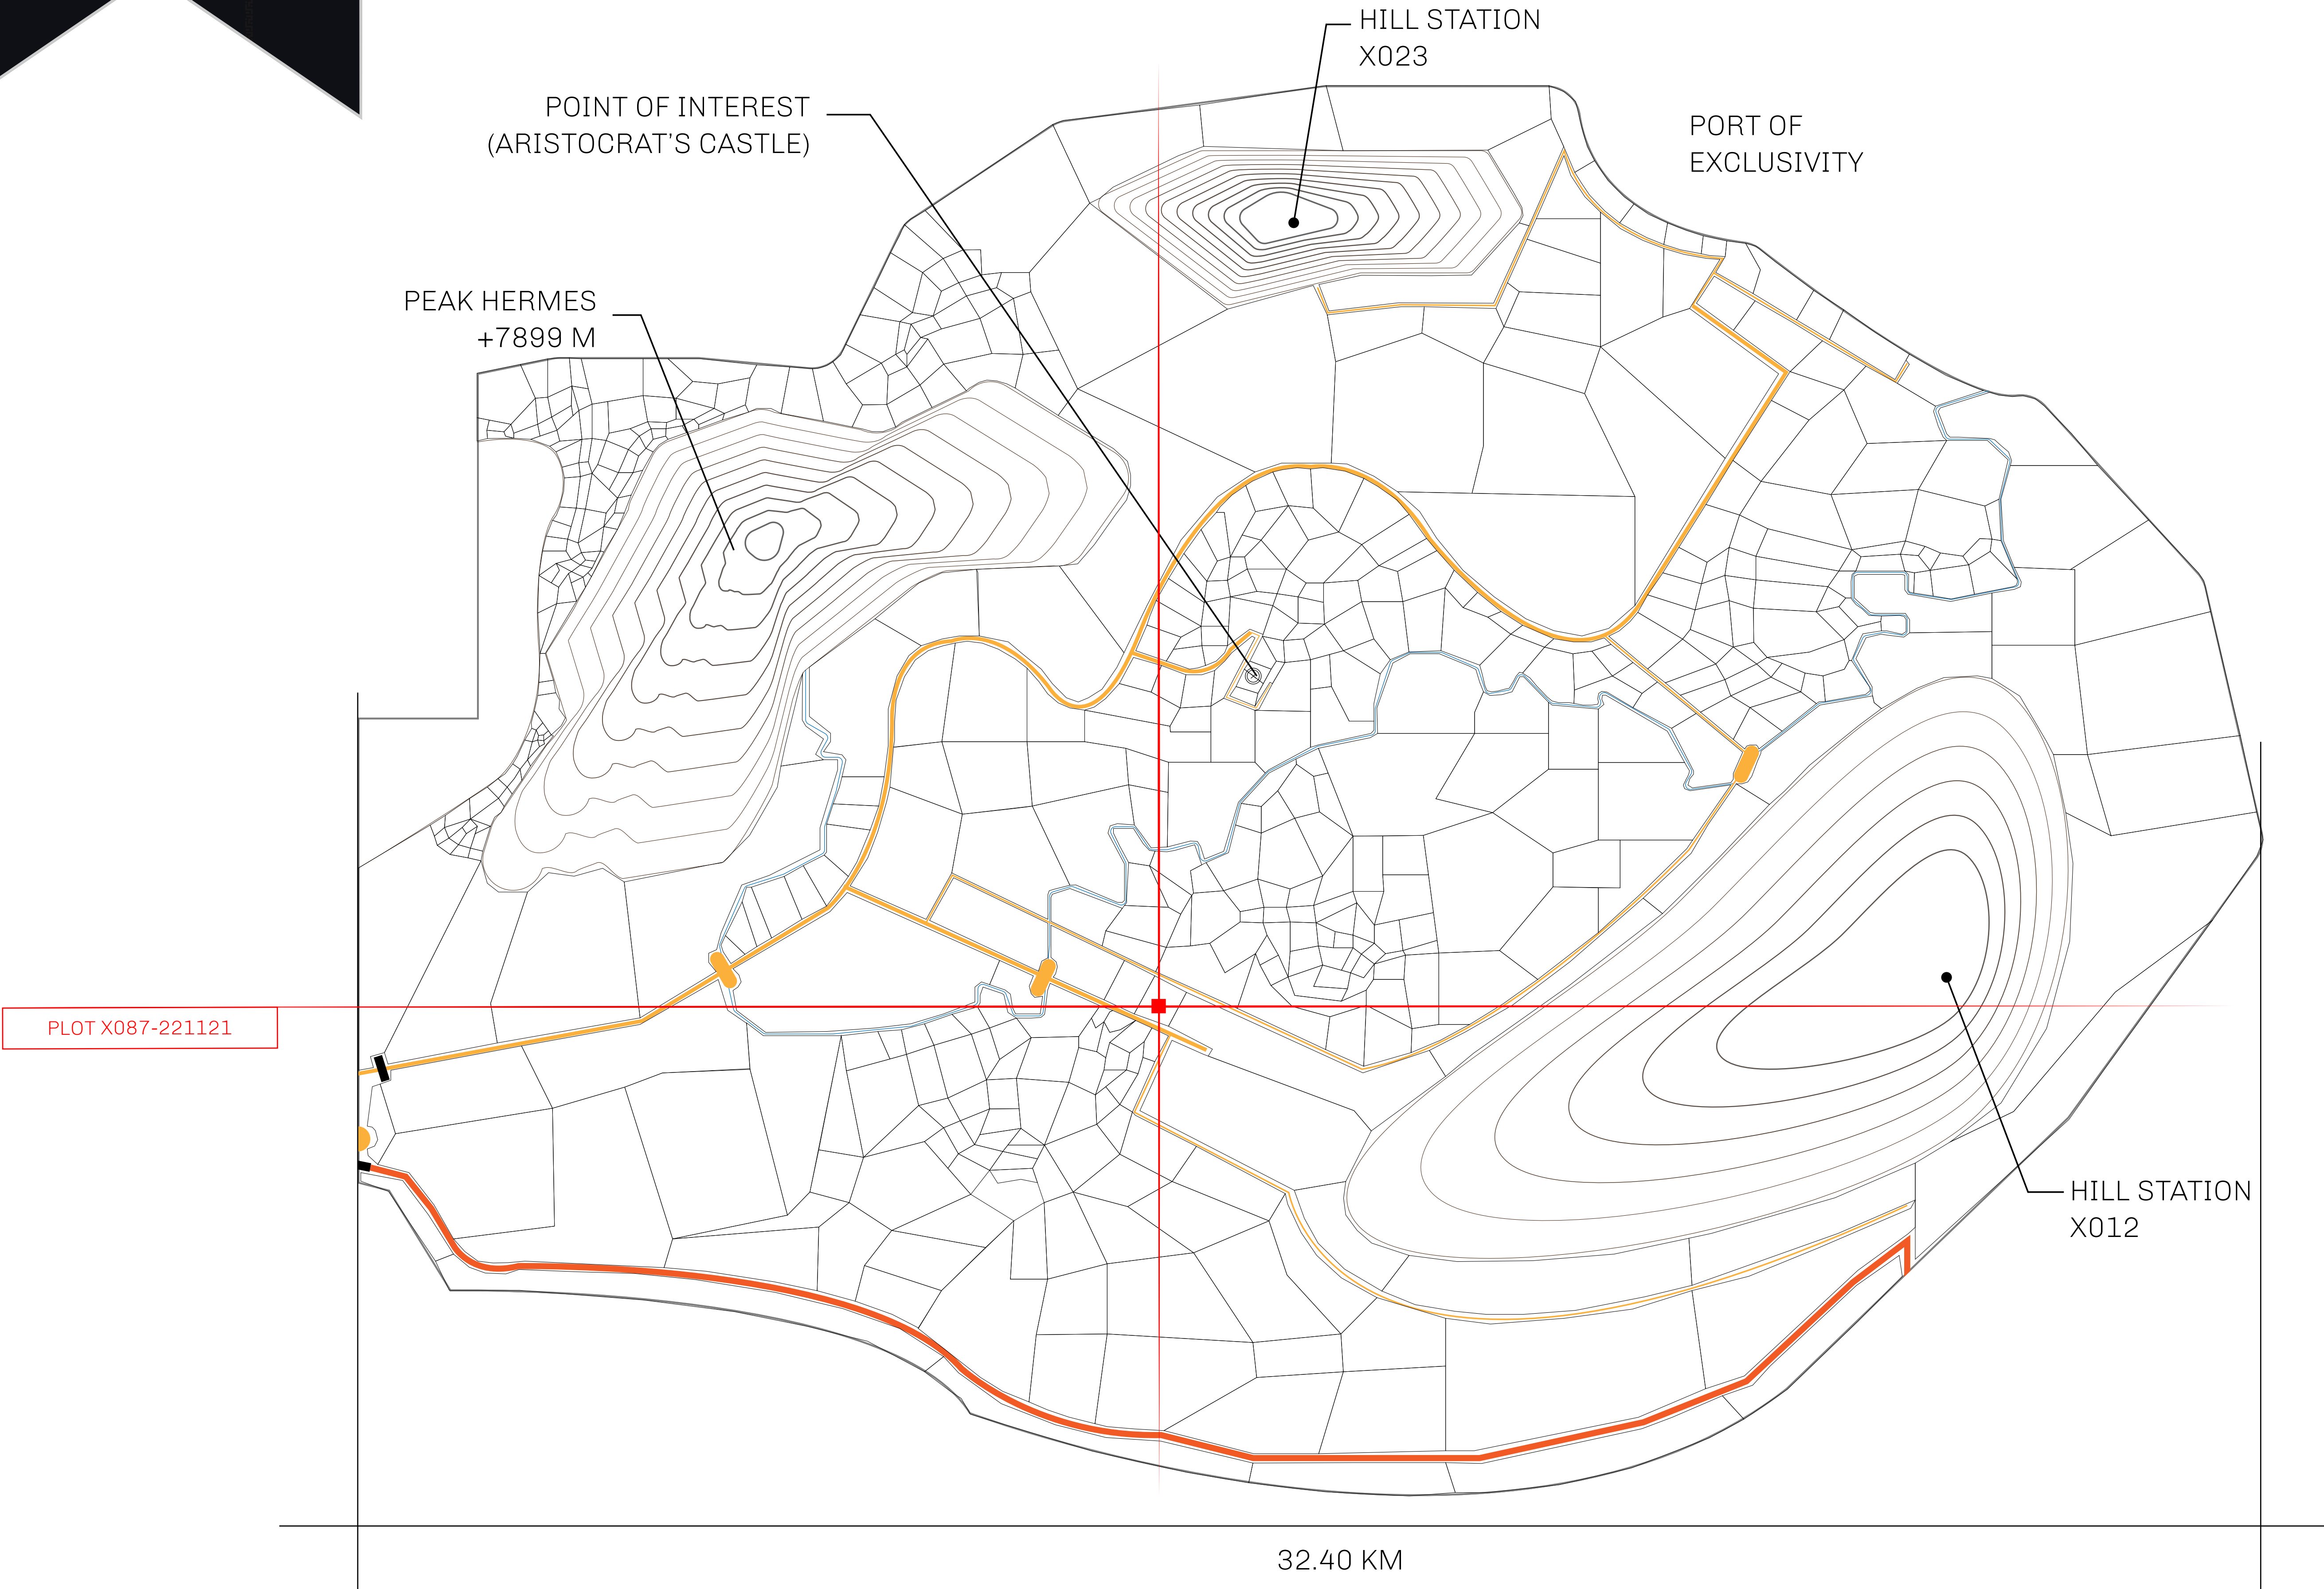 HILL STATION
X023
POINT OF INTEREST
(ARISTOCRAT'S CASTLE)
PORT OF
EXCLUSIVITY
PEAK HERMES
+7899 M
PLOT X087-221121
HILL STATION
X012
32.40 KM